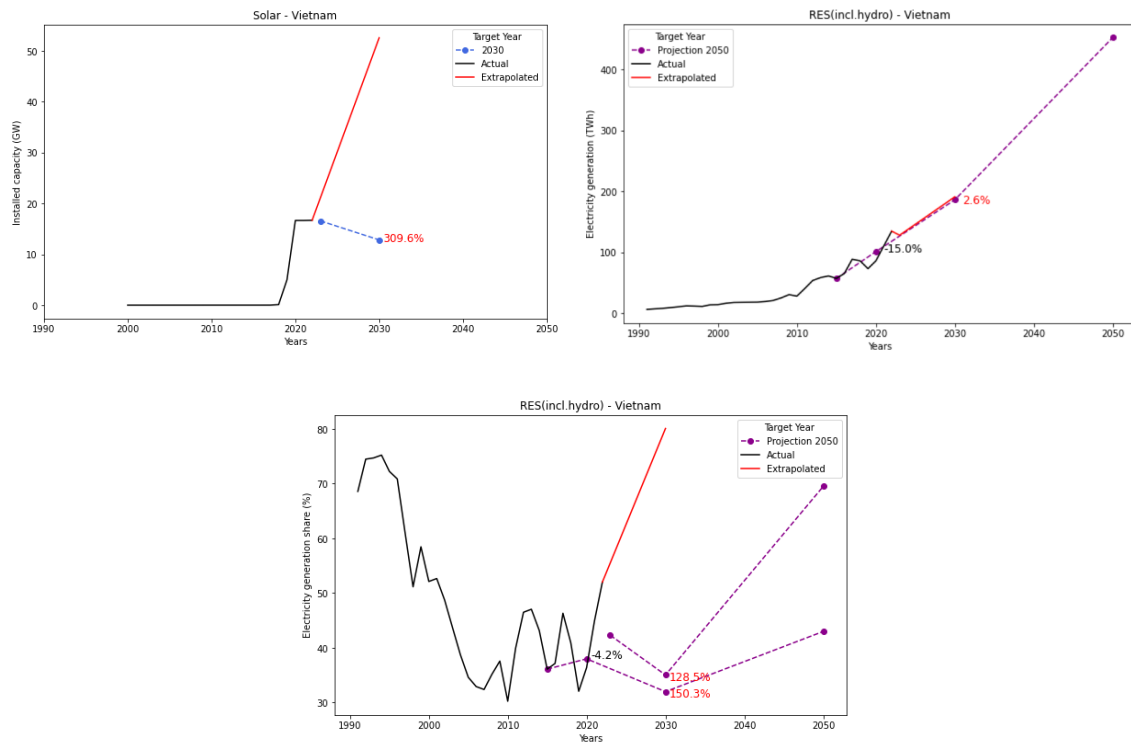 Solar - Vietnam
Installed capacity (GW)
50
40
30
20
10
0
Target Year
2030
Actual
Extrapolated
309.6%
1990
2000
2010
2020
2030
2040
2050
Years
RES(incl.hydro) - Vietnam
Electricity generation (TWh)
400
300
200
100
0
Target Year
Projection 2050
Actual
Extrapolated
2.6%
-15.0%
1990
2000
2010
2020
2030
2040
2050
Years
RES(incl.hydro) - Vietnam
Electricity generation share (%)
80
70
60
50
40
30
Target Year
Projection 2050
Actual
Extrapolated
-4.2%
128.5%
150.3%
1990
2000
2010
2020
2030
2040
2050
Years